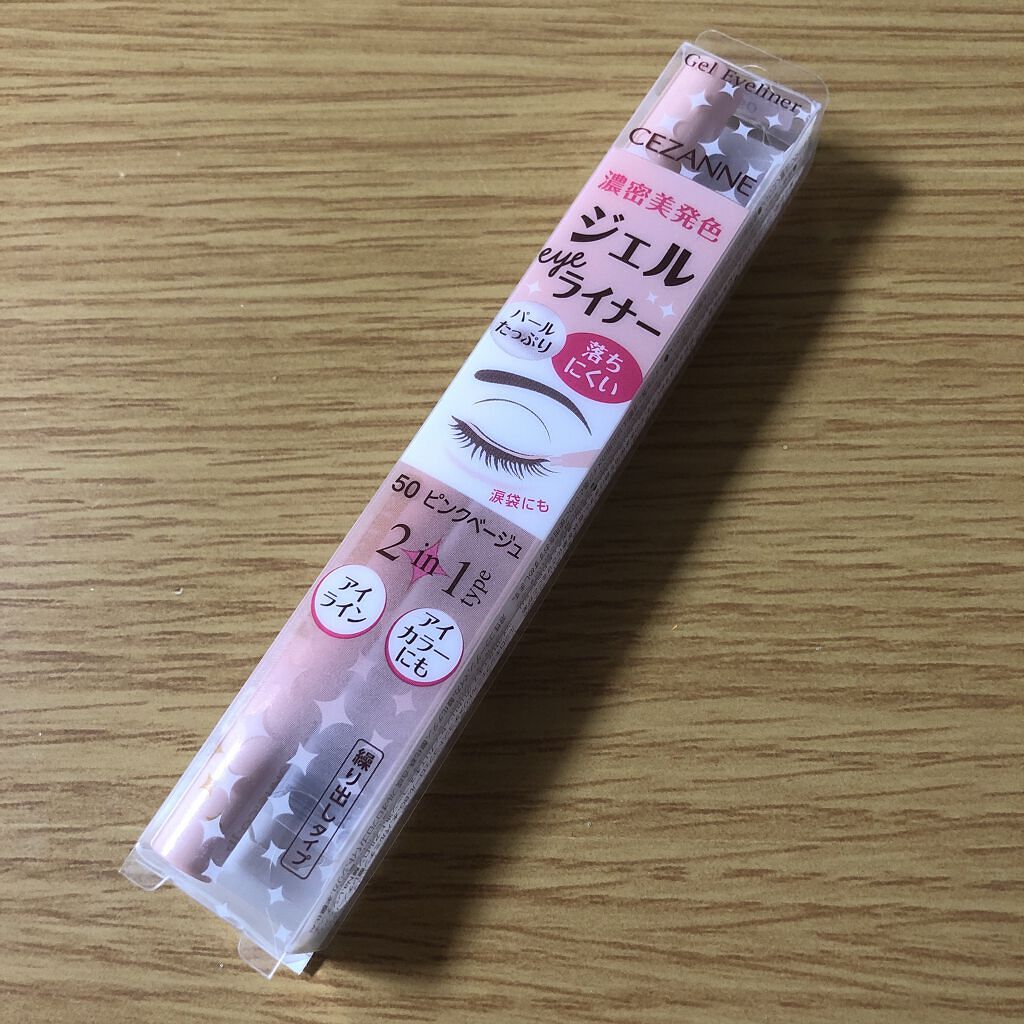 Gel Eyeliner
CEZANNE
濃密美発色
ジェル
eye
ライナー
パール
たっぷり
落ち
にくい
涙袋にも
50 ピンクベージュ
2 in 1 type
アイ
ライン
アイ
カラー
にも
繰り出しタイプ